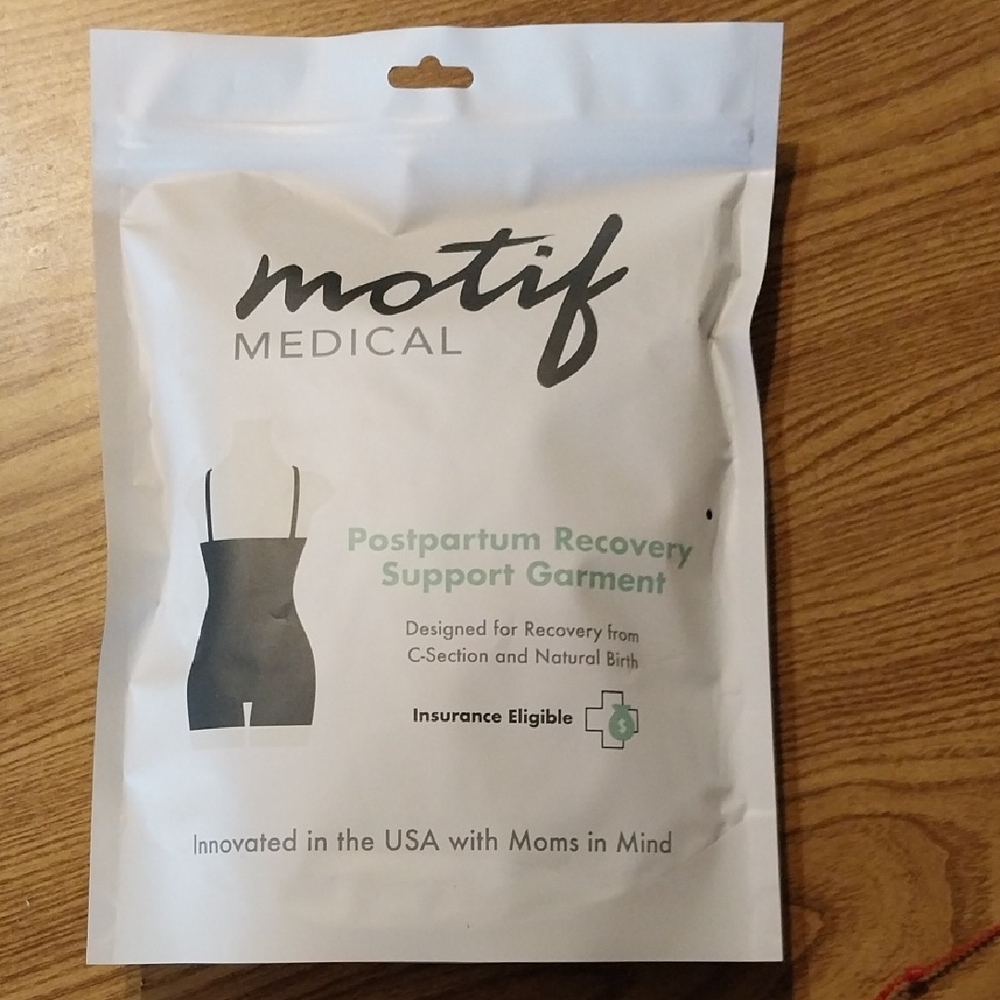 motif
MEDICAL
Postpartum Recovery
Support Garment
Designed for Recovery from
C-Section and Natural Birth
Insurance Eligible
$
Innovated in the USA with Moms in Mind